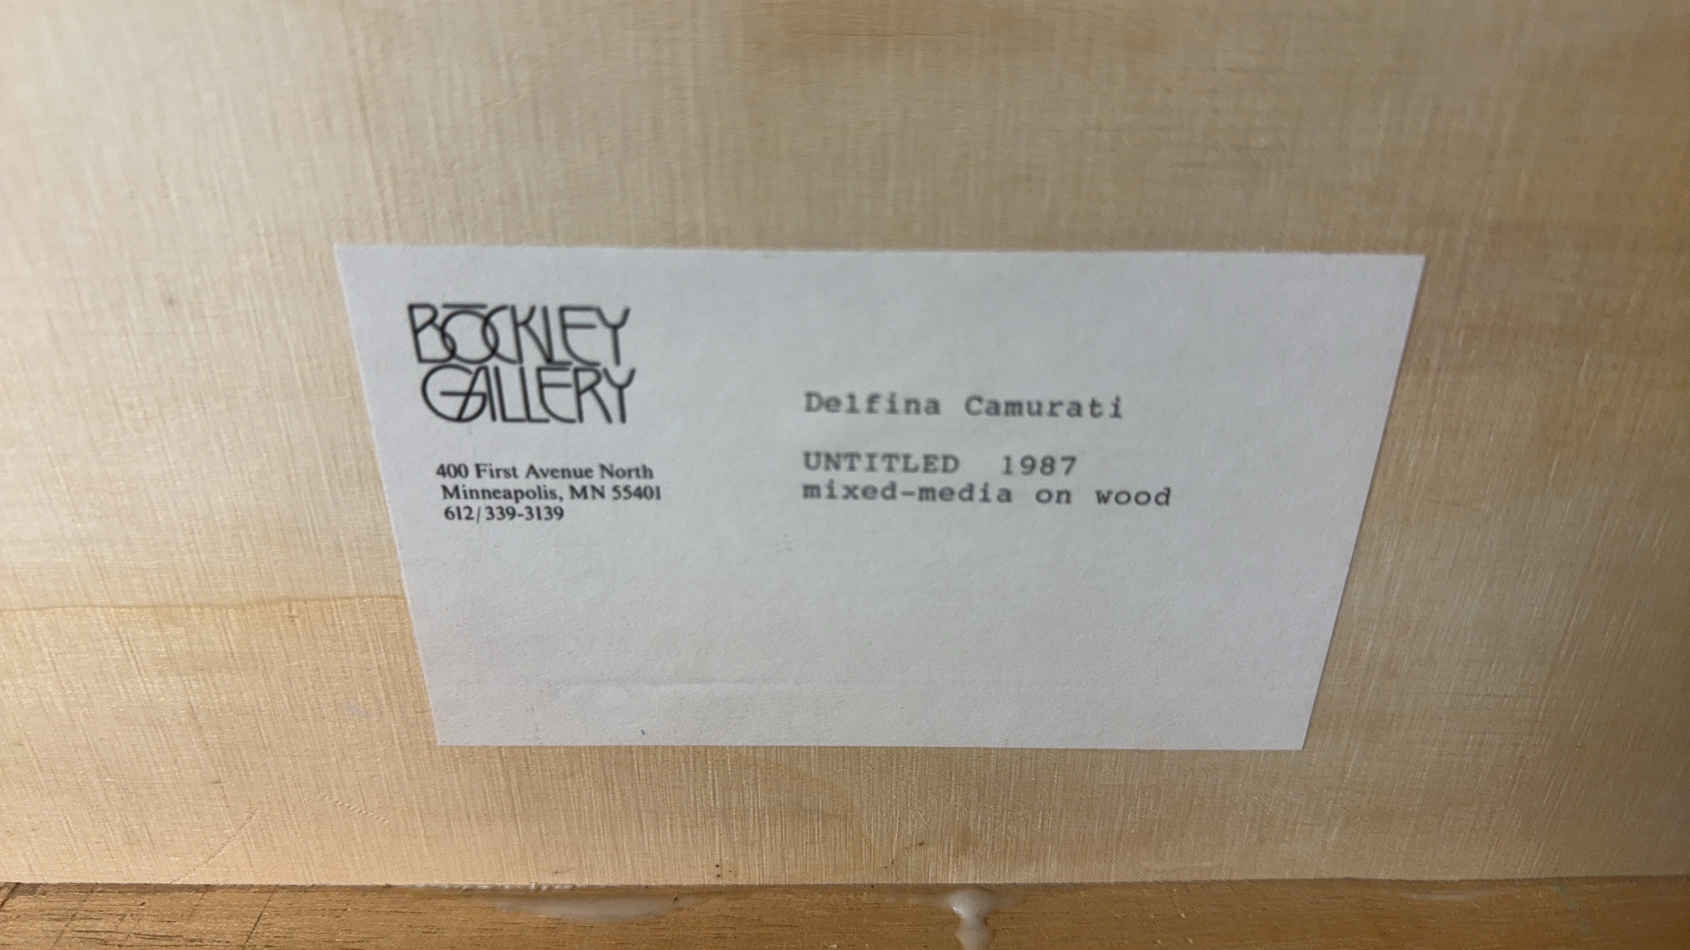 BOCKLEY
GALLERY
400 First Avenue North
Minneapolis, MN 55401
612/339-3139
Delfina Camurati
UNTITLED 1987
mixed-media on wood